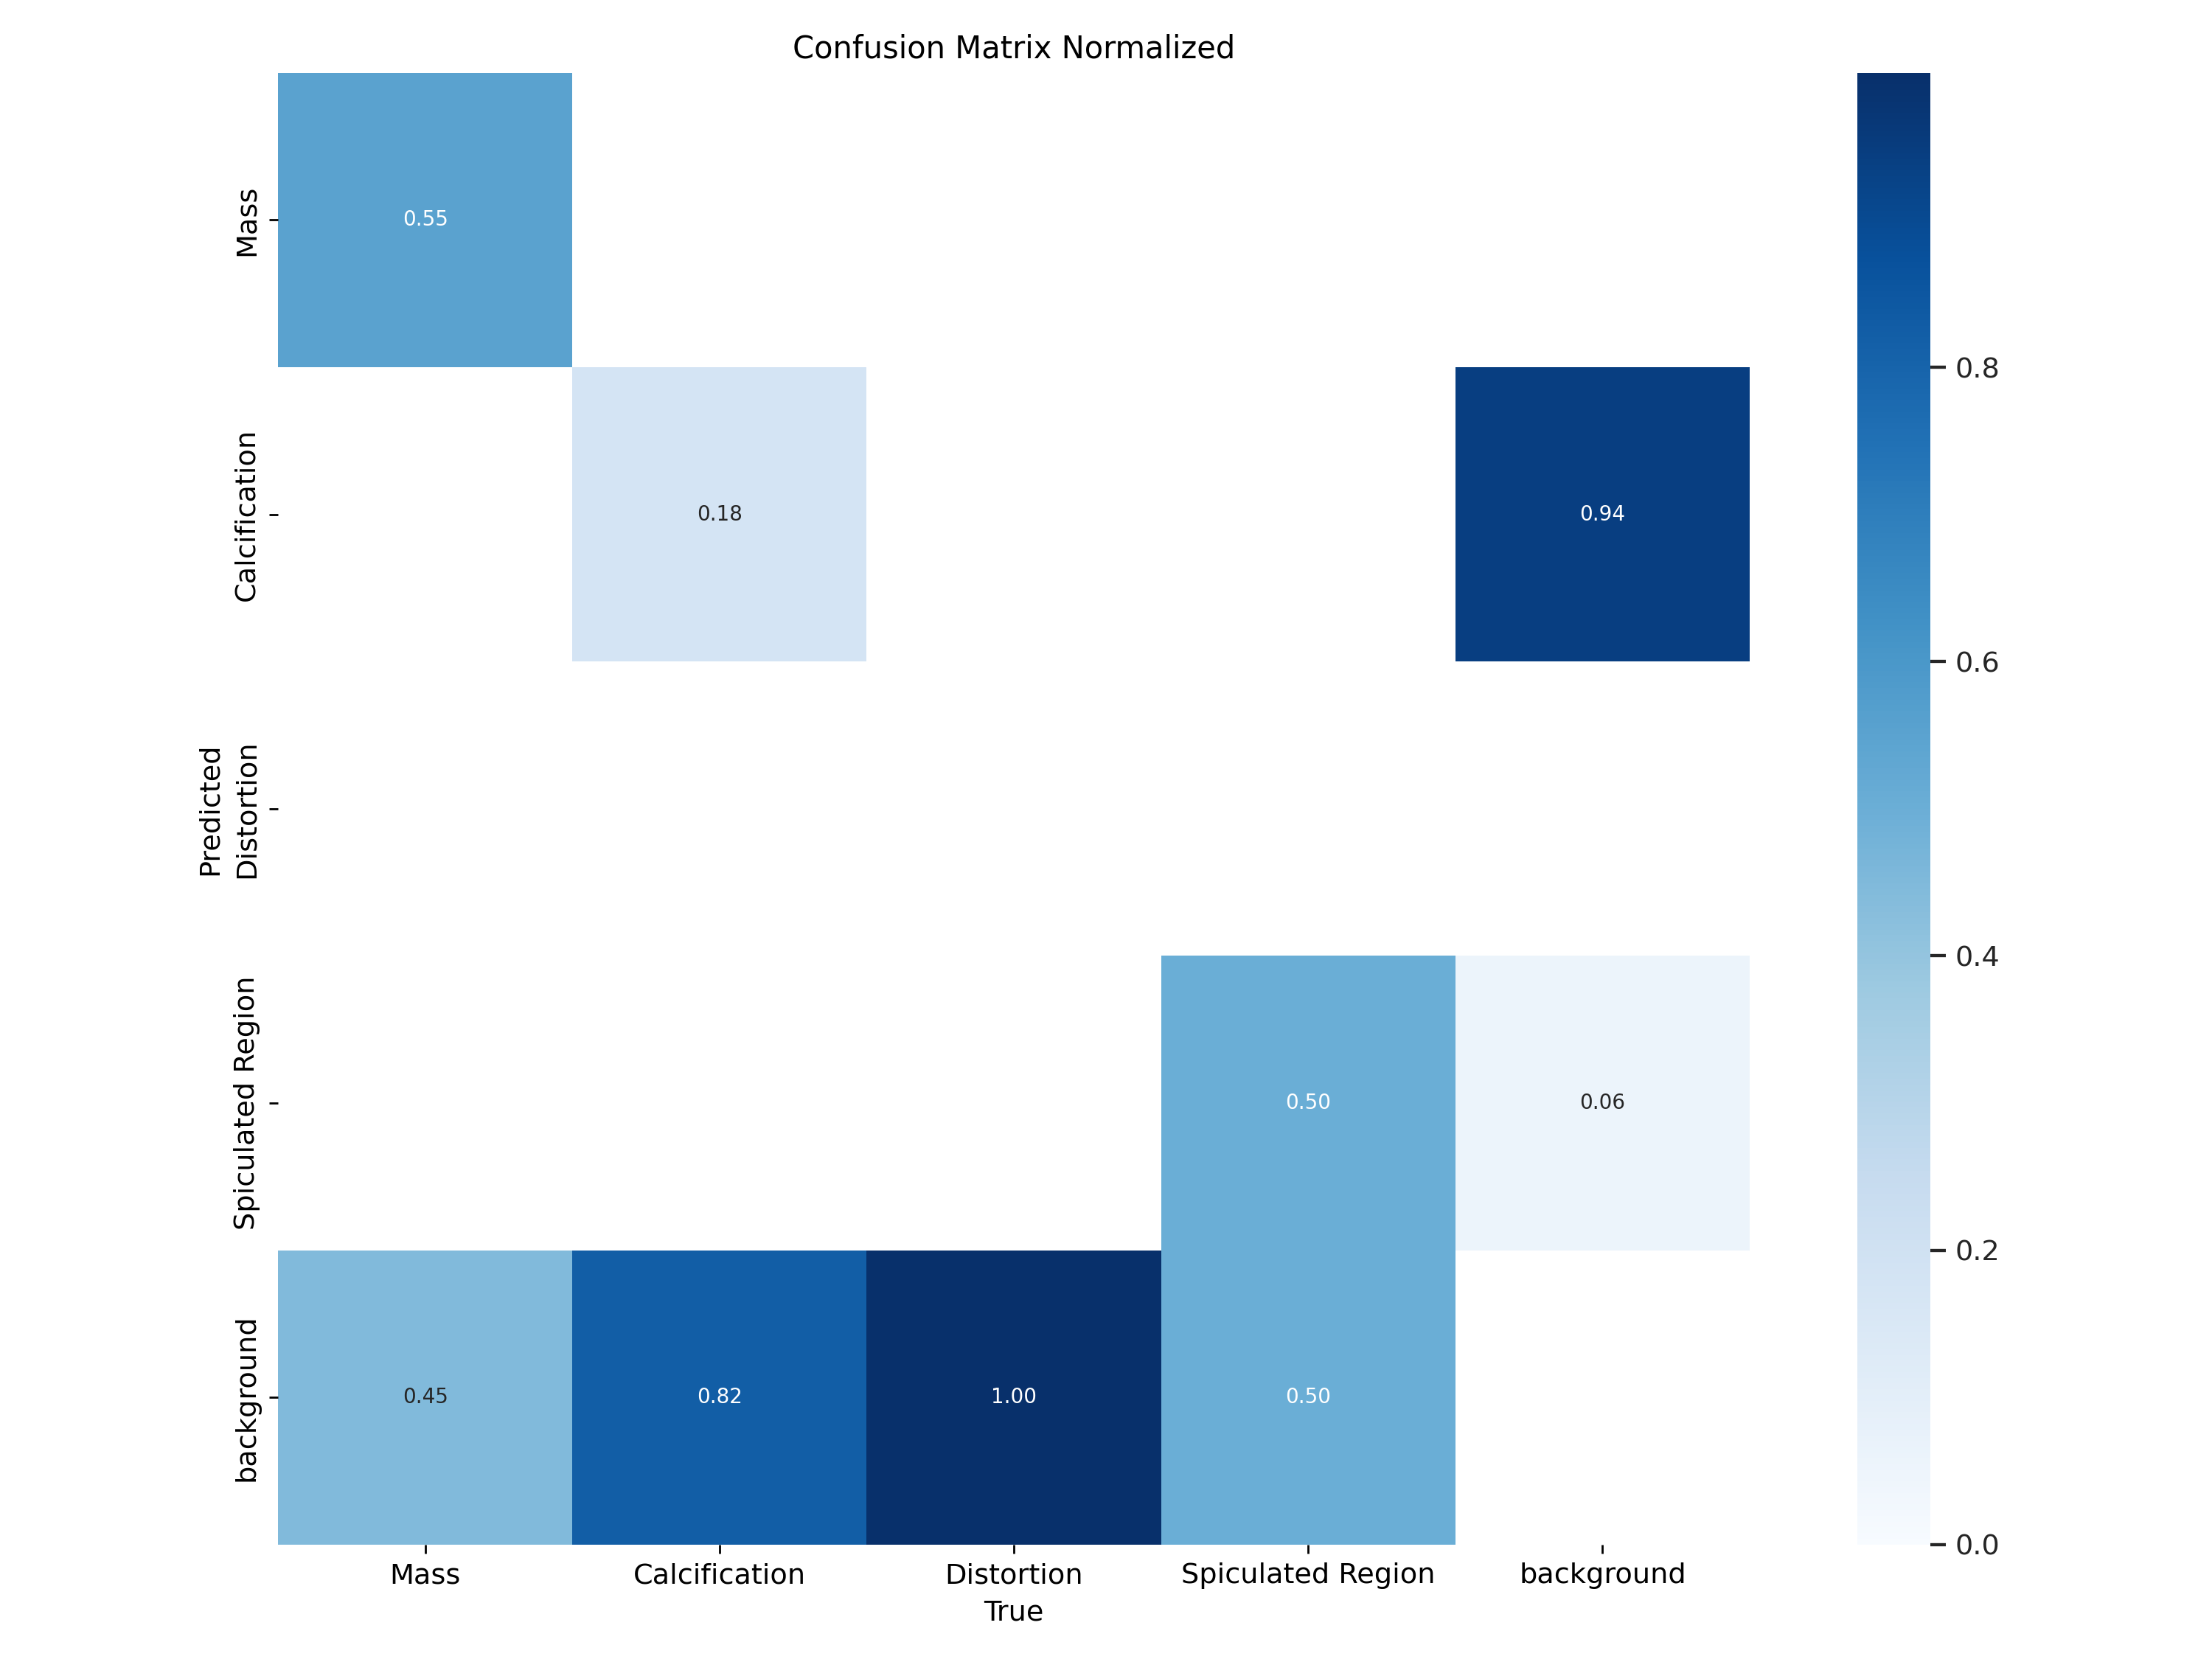 Confusion Matrix Normalized
Mass
0.55
Calcification
0.18
0.94
Predicted
Distortion
Spiculated Region
0.50
0.06
background
0.45
0.82
1.00
0.50
Mass
Calcification
Distortion
Spiculated Region
background
True
0.8
0.6
0.4
0.2
0.0